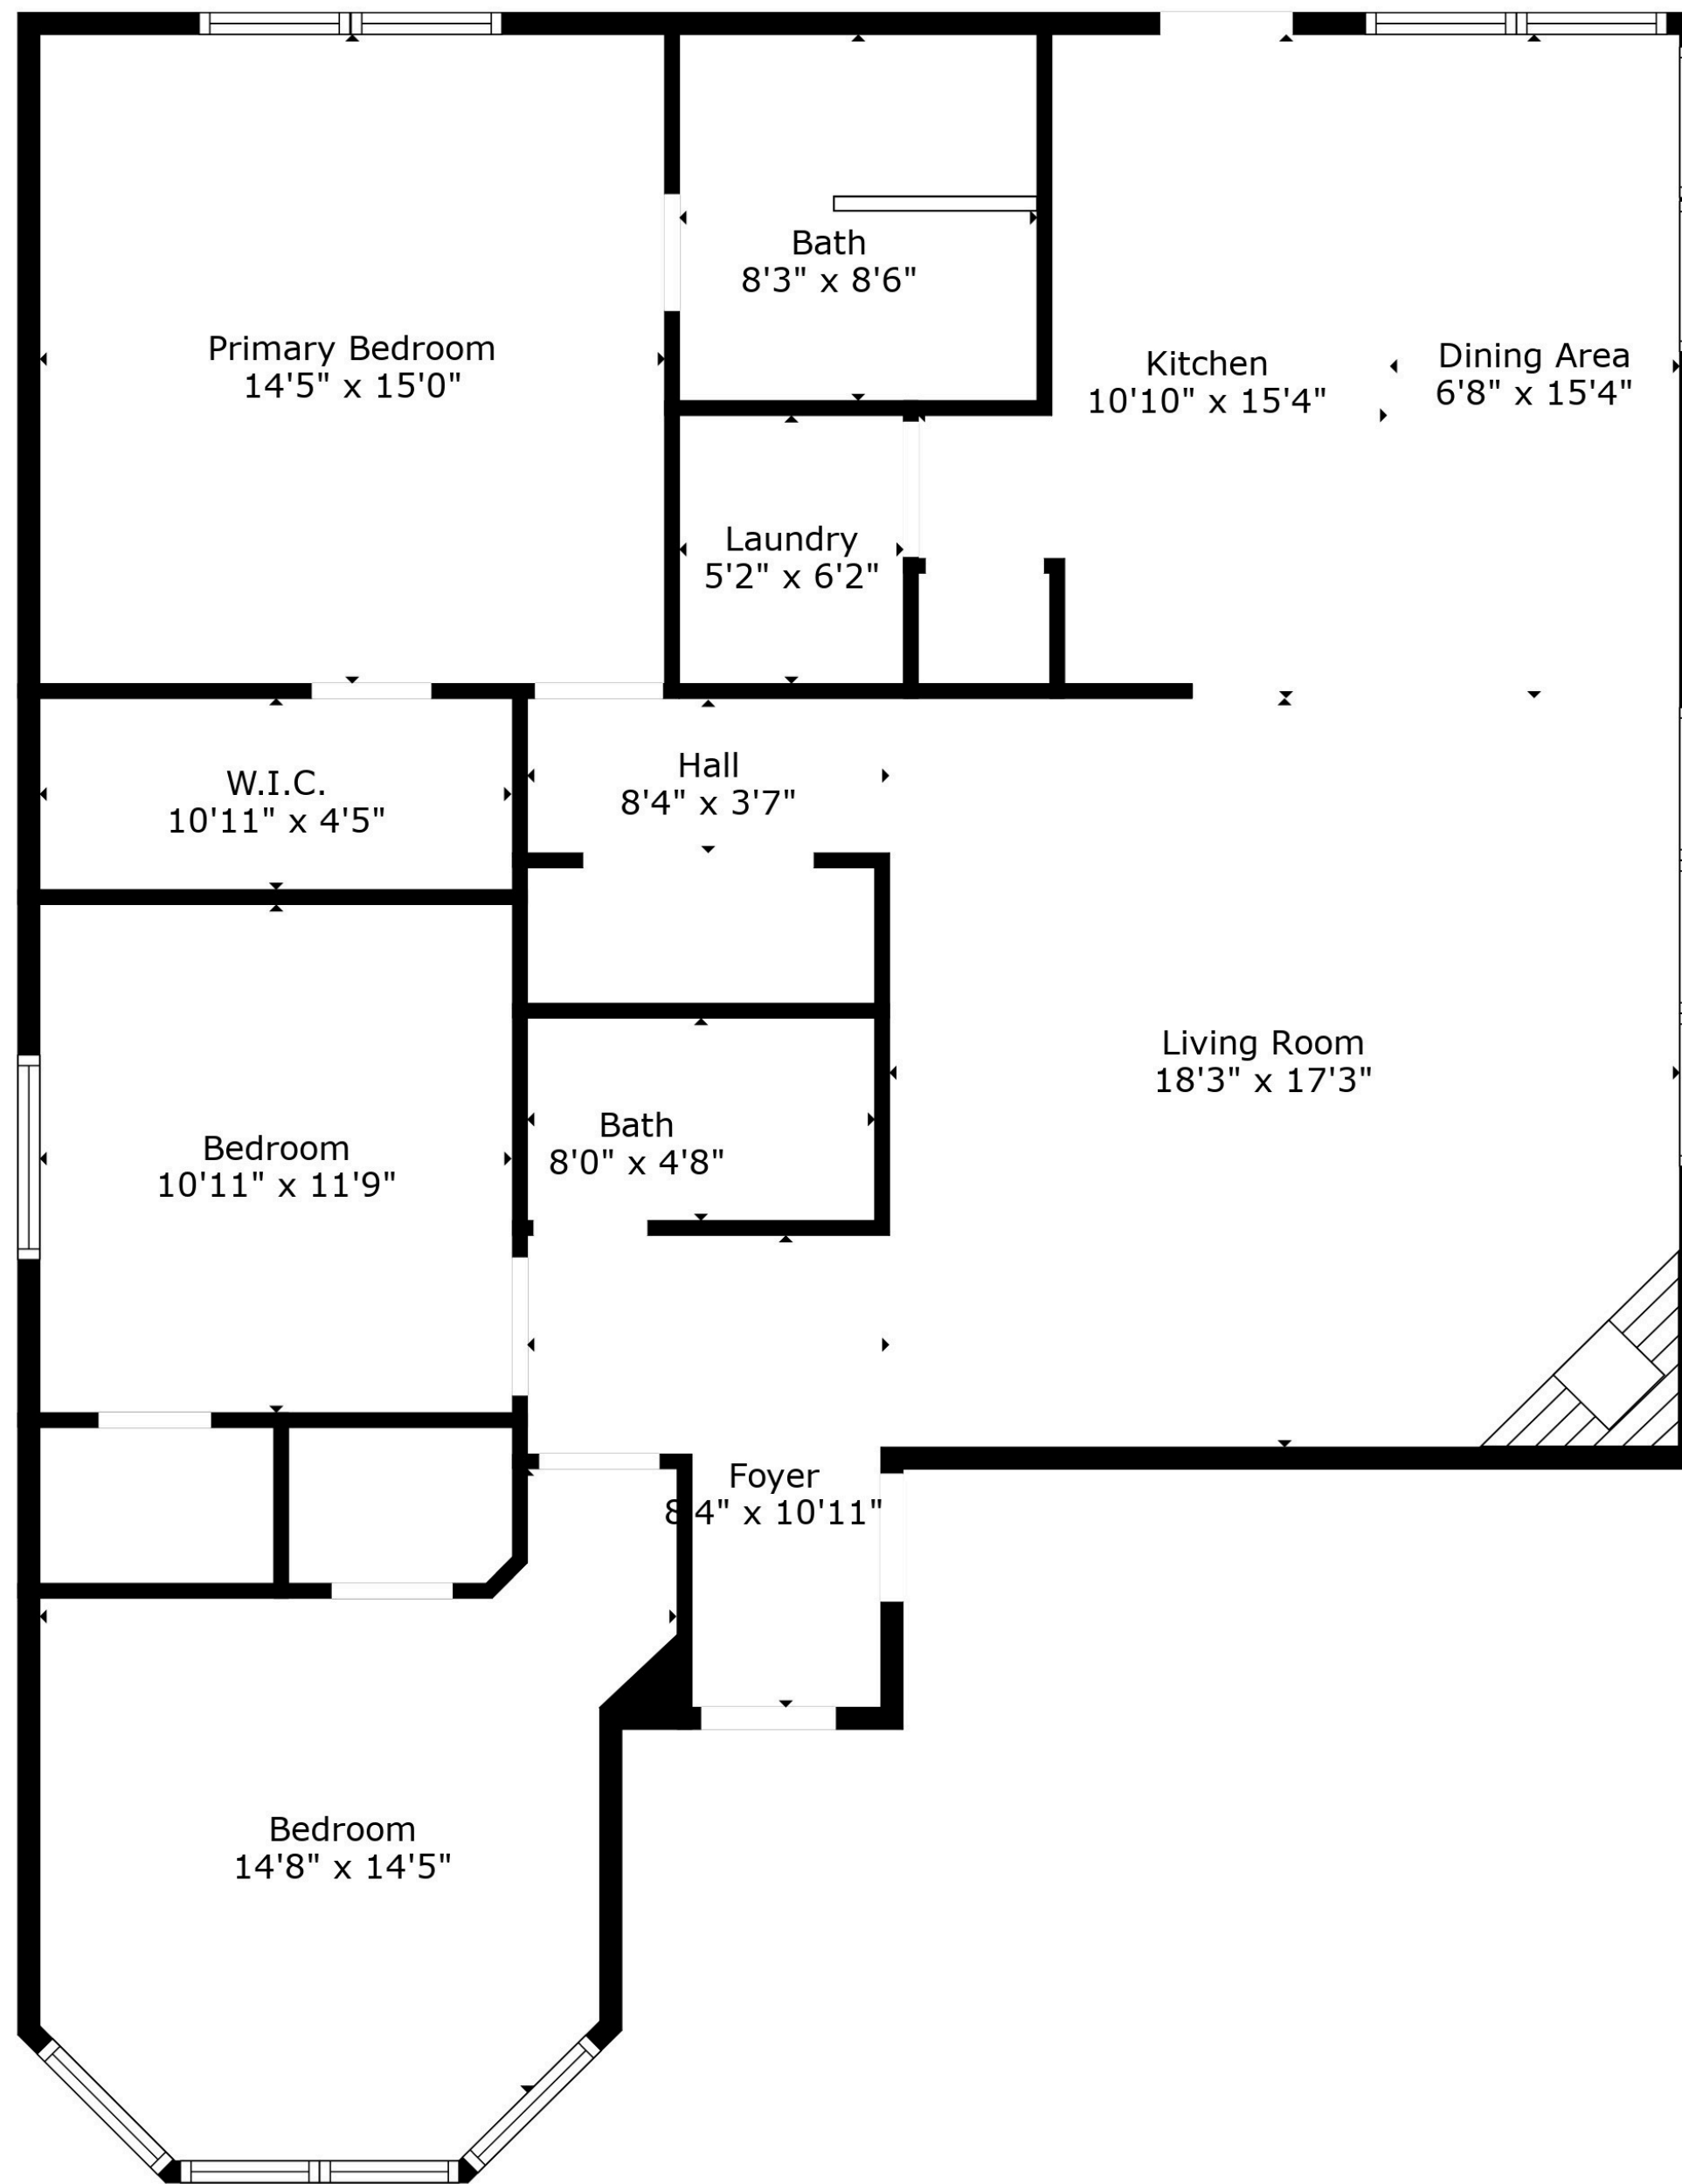 Bath
8'3" x 8'6"
Primary Bedroom
14'5" x 15'0"
Kitchen
10'10" x 15'4"
Dining Area
6'8" x 15'4"
Laundry
5'2" x 6'2"
Hall
8'4" x 3'7"
W.I.C.
10'11" x 4'5"
Living Room
18'3" x 17'3"
Bath
8'0" x 4'8"
Bedroom
10'11" x 11'9"
Foyer
8'4" x 10'11"
Bedroom
14'8" x 14'5"